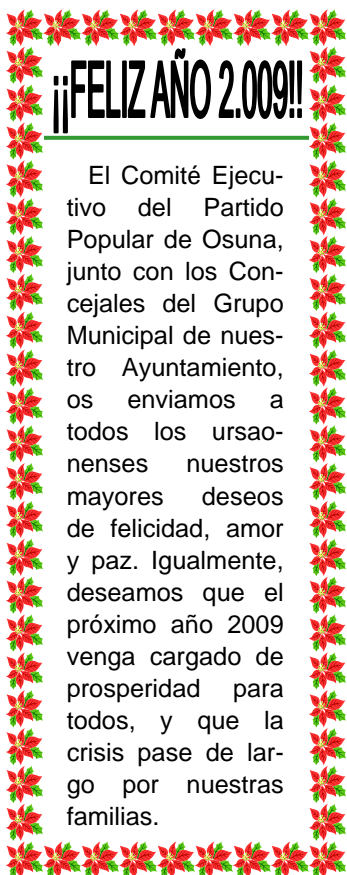 ¡¡FELIZ AÑO 2.009!!
El Comité Ejecu-
tivo del Partido
Popular de Osuna,
junto con los Con-
cejales del Grupo
Municipal de nues-
tro Ayuntamiento,
os enviamos a
todos los ursao-
nenses nuestros
mayores deseos
de felicidad, amor
y paz. Igualmente,
deseamos que el
próximo año 2009
venga cargado de
prosperidad para
todos, y que la
crisis pase de lar-
go por nuestras
familias.